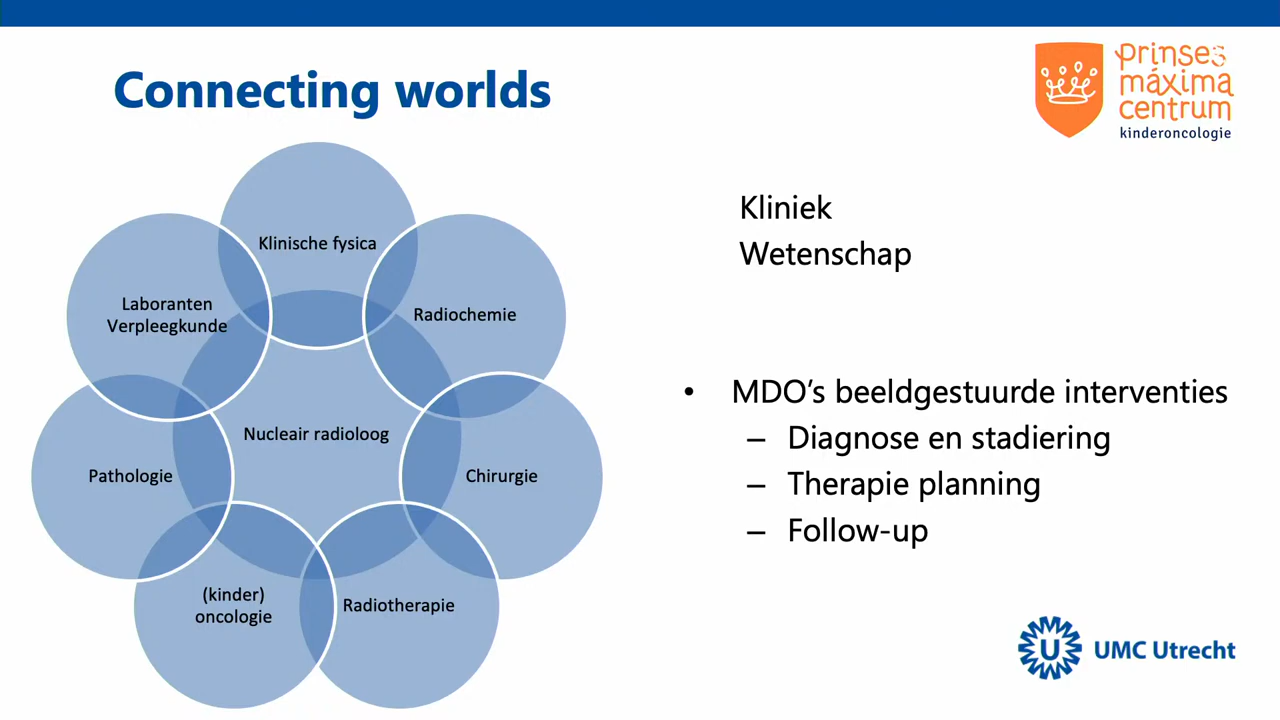 Connecting worlds
prinses
máxima
centrum
kinderoncologie
Klinische fysica
Laboranten
Verpleegkunde
Radiochemie
Nucleair radioloog
Pathologie
Chirurgie
(kinder)
oncologie
Radiotherapie
Kliniek
Wetenschap
• MDO’s beeldgestuurde interventies
– Diagnose en stadiering
– Therapie planning
– Follow-up
U UMC Utrecht